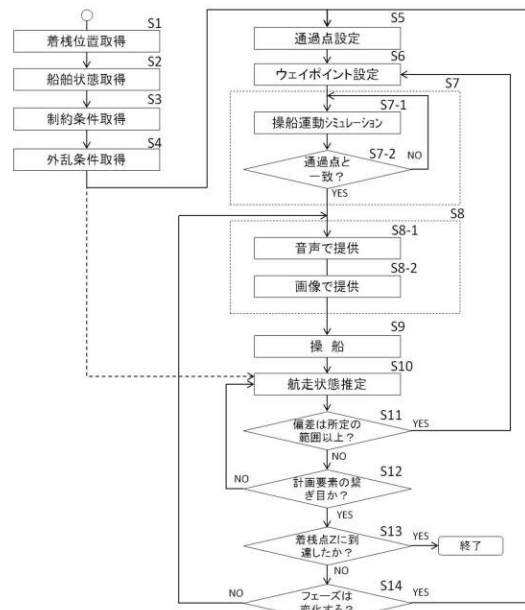 S1
着桟位置取得
S2
船舶状態取得
S3
制約条件取得
S4
外乱条件取得
S5
通過点設定
S6
ウェイポイント設定
S7
S7-1
操船運動シミュレーション
S7-2
通過点と
一致？
NO
YES
S8
S8-1
音声で提供
S8-2
画像で提供
S9
操 船
S10
航走状態推定
S11
偏差は所定の
範囲以上？
YES
NO
S12
計画要素の繋
ぎ目か？
NO
YES
S13
着桟点Zに到
達したか？
YES
終了
NO
S14
フェーズは
変化する？
NO
YES